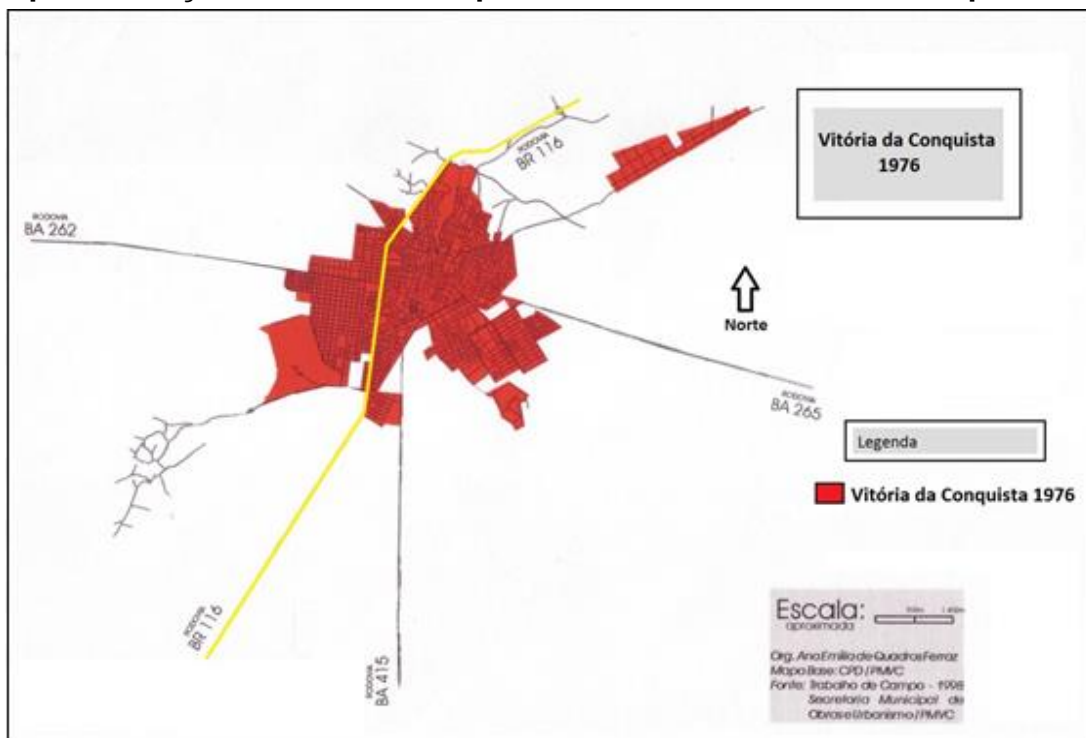 Vitória da Conquista
1976
RODOVIA
BR 116
RODOVIA
BA 262
Norte
RODOVIA
BA 265
Legenda
Vitória da Conquista 1976
RODOVIA
BR 116
RODOVIA
BA 415
Escala:
aproximada
Org. Ana Emília de Quadros Ferraz
Mapa Base: CPD/PMVC
Fonte: Trabalho de Campo - 1998
Secretaria Municipal de
Obras e Urbanismo/PMVC